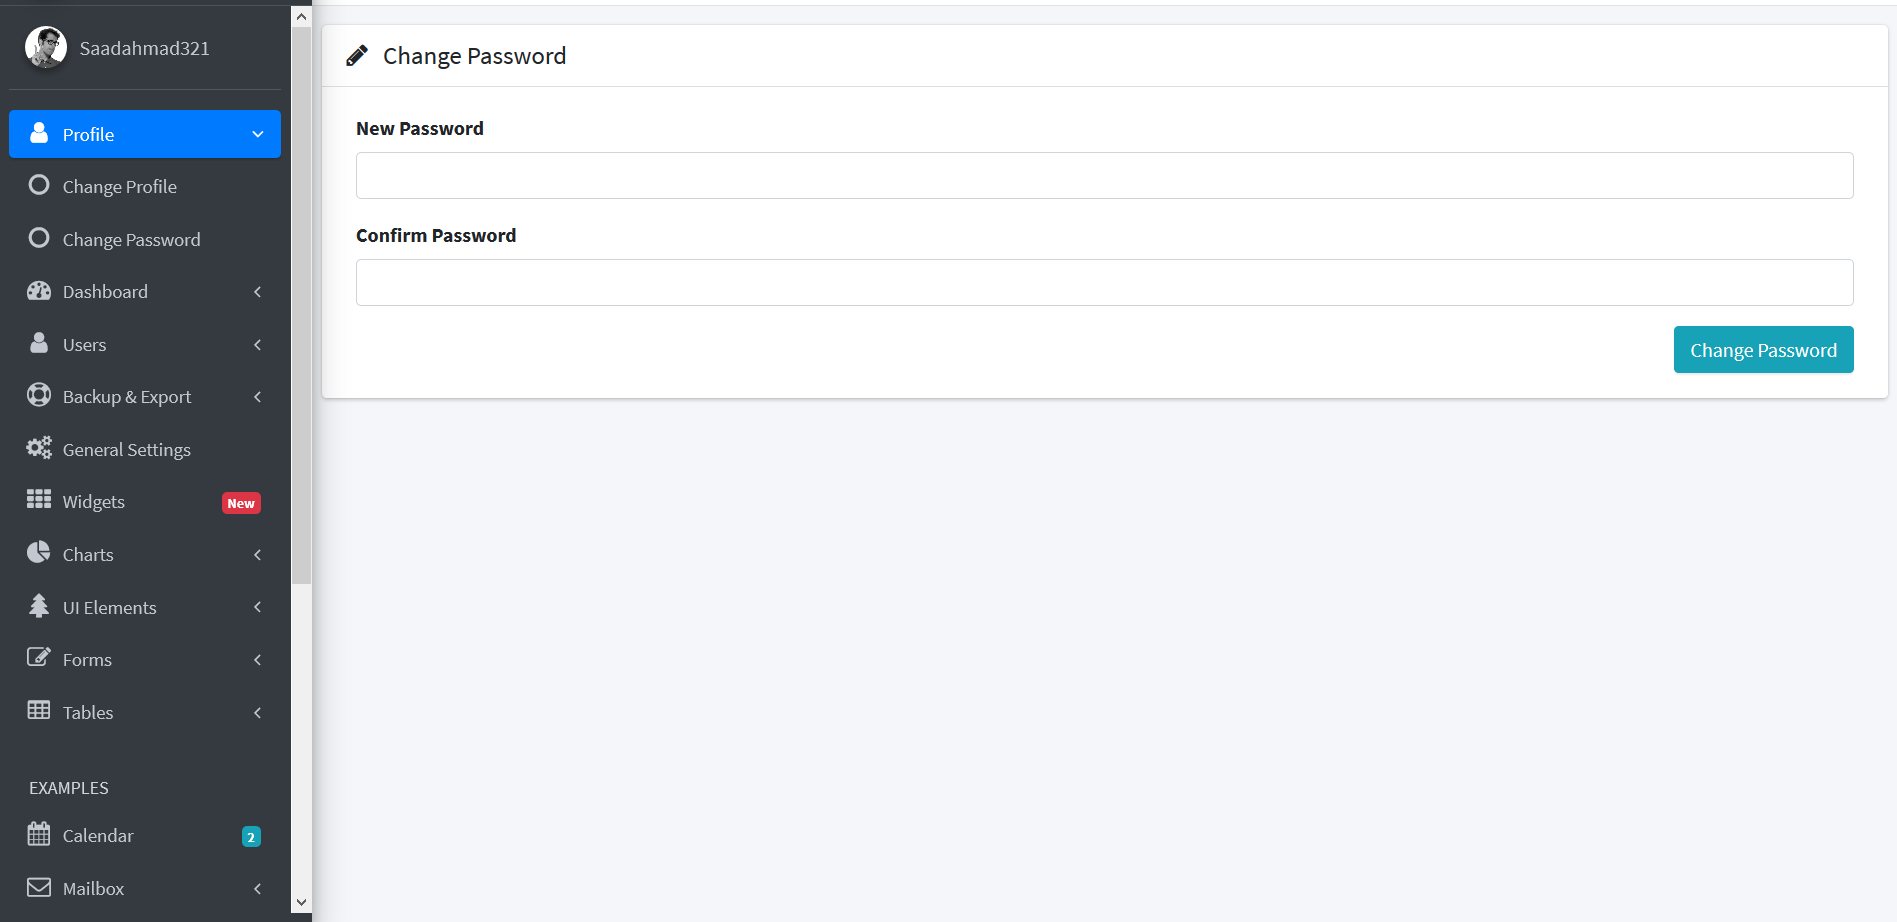 Saadahmad321
Profile
Change Profile
Change Password
Dashboard
Users
Backup & Export
General Settings
Widgets New
Charts
UI Elements
Forms
Tables
EXAMPLES
Calendar 2
Mailbox
Change Password
New Password
Confirm Password
Change Password